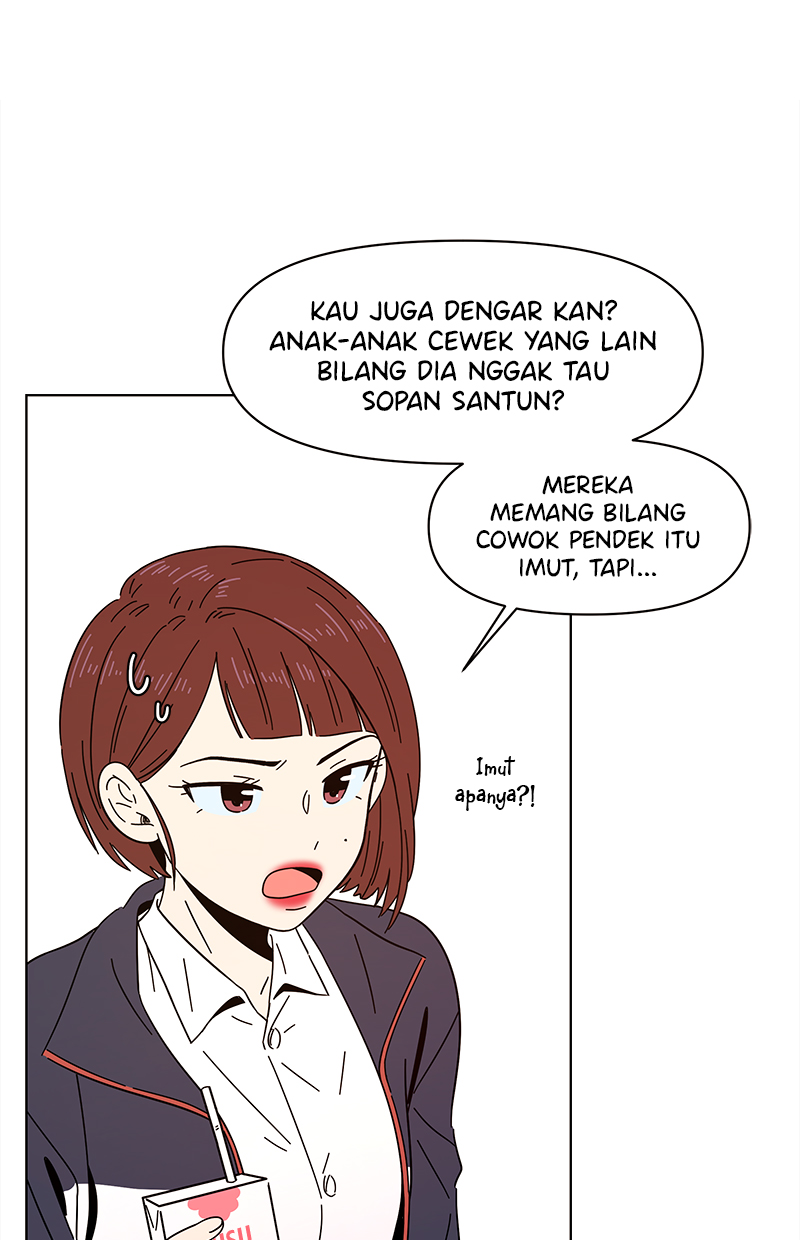 KAU JUGA DENGAR KAN?
ANAK-ANAK CEWEK YANG LAIN
BILANG DIA NGGAK TAU
SOPAN SANTUN?
MEREKA
MEMANG BILANG
COWOK PENDEK ITU
IMUT, TAPI...
Imut
apanya?!